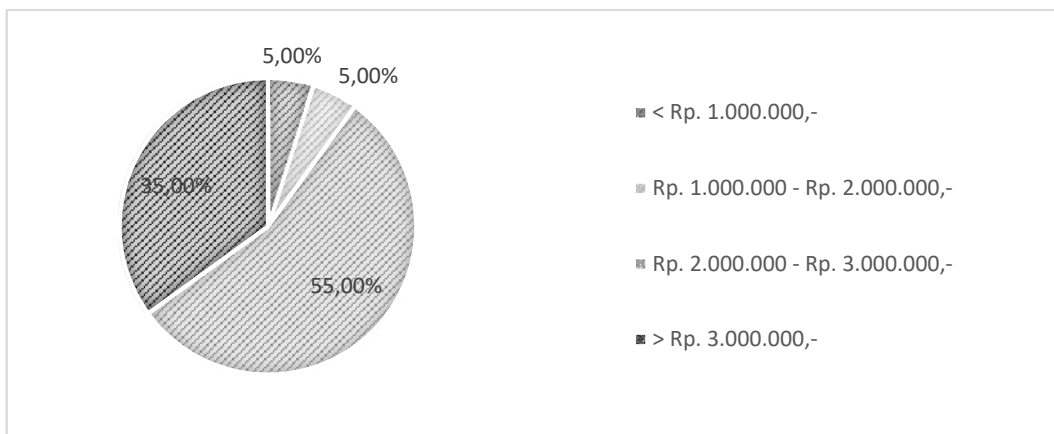 5,00%
5,00%
35,00%
55,00%
< Rp. 1.000.000,-
Rp. 1.000.000 - Rp. 2.000.000,-
Rp. 2.000.000 - Rp. 3.000.000,-
> Rp. 3.000.000,-